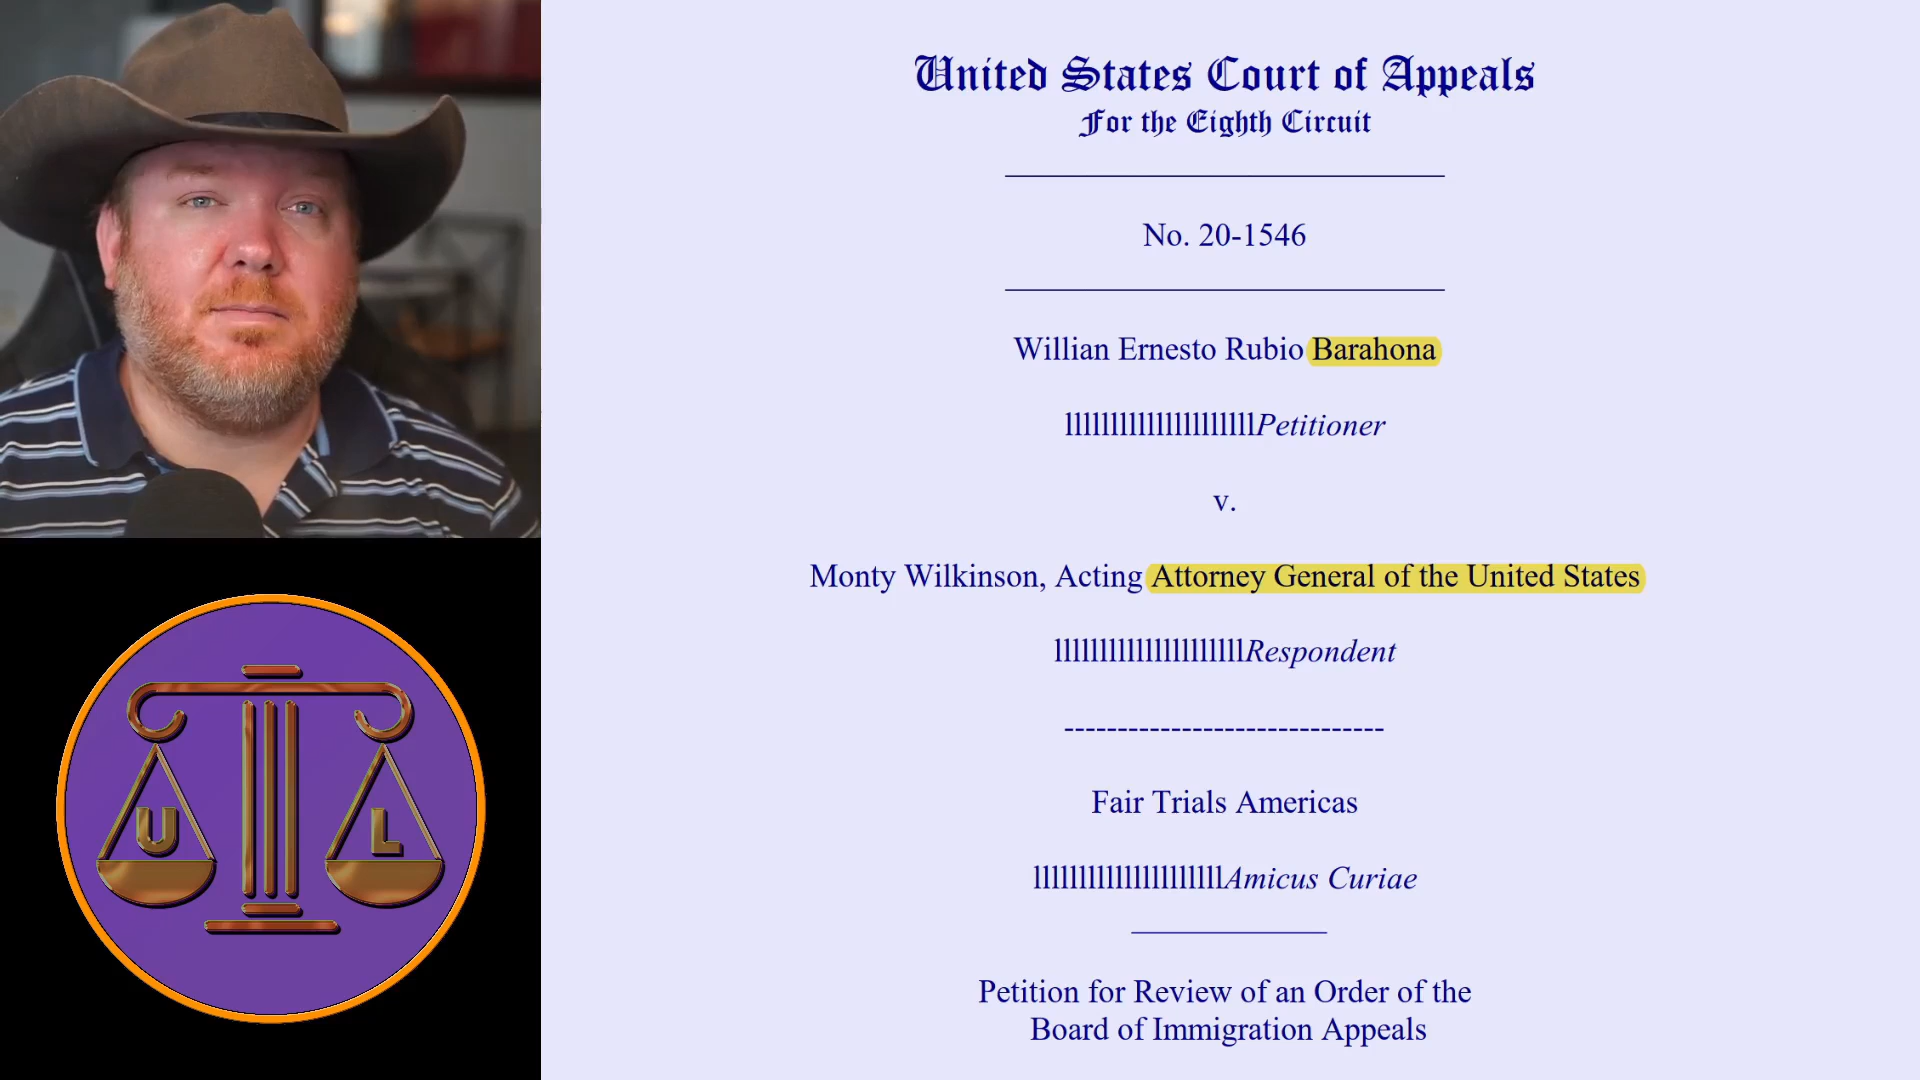 United States Court of Appeals
For the Eighth Circuit
No. 20-1546
Willian Ernesto Rubio Barahona
lllllllllllllllllllllPetitioner
v.
Monty Wilkinson, Acting Attorney General of the United States
lllllllllllllllllllllRespondent
------------------------------
Fair Trials Americas
lllllllllllllllllllllAmicus Curiae
Petition for Review of an Order of the
Board of Immigration Appeals
U L